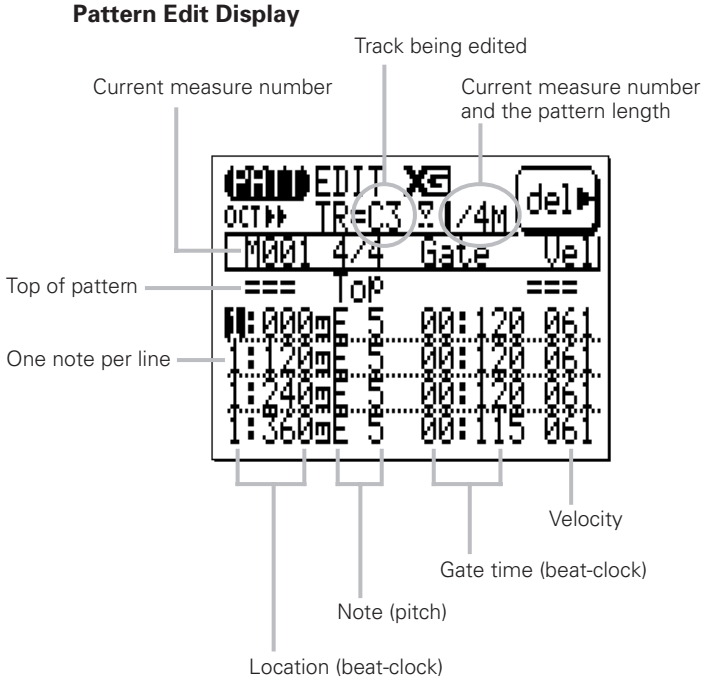 Pattern Edit Display
Track being edited
Current measure number
Current measure number
and the pattern length
PATT EDIT XG
del
OCT TR=C3 1/4M
M001 4/4 Gate Vel
Top of pattern
=== Top ===
One note per line
1:000 E 5 00:120 061
1:120 E 5 00:120 061
1:240 E 5 00:120 061
1:360 E 5 00:115 061
Velocity
Gate time (beat-clock)
Note (pitch)
Location (beat-clock)